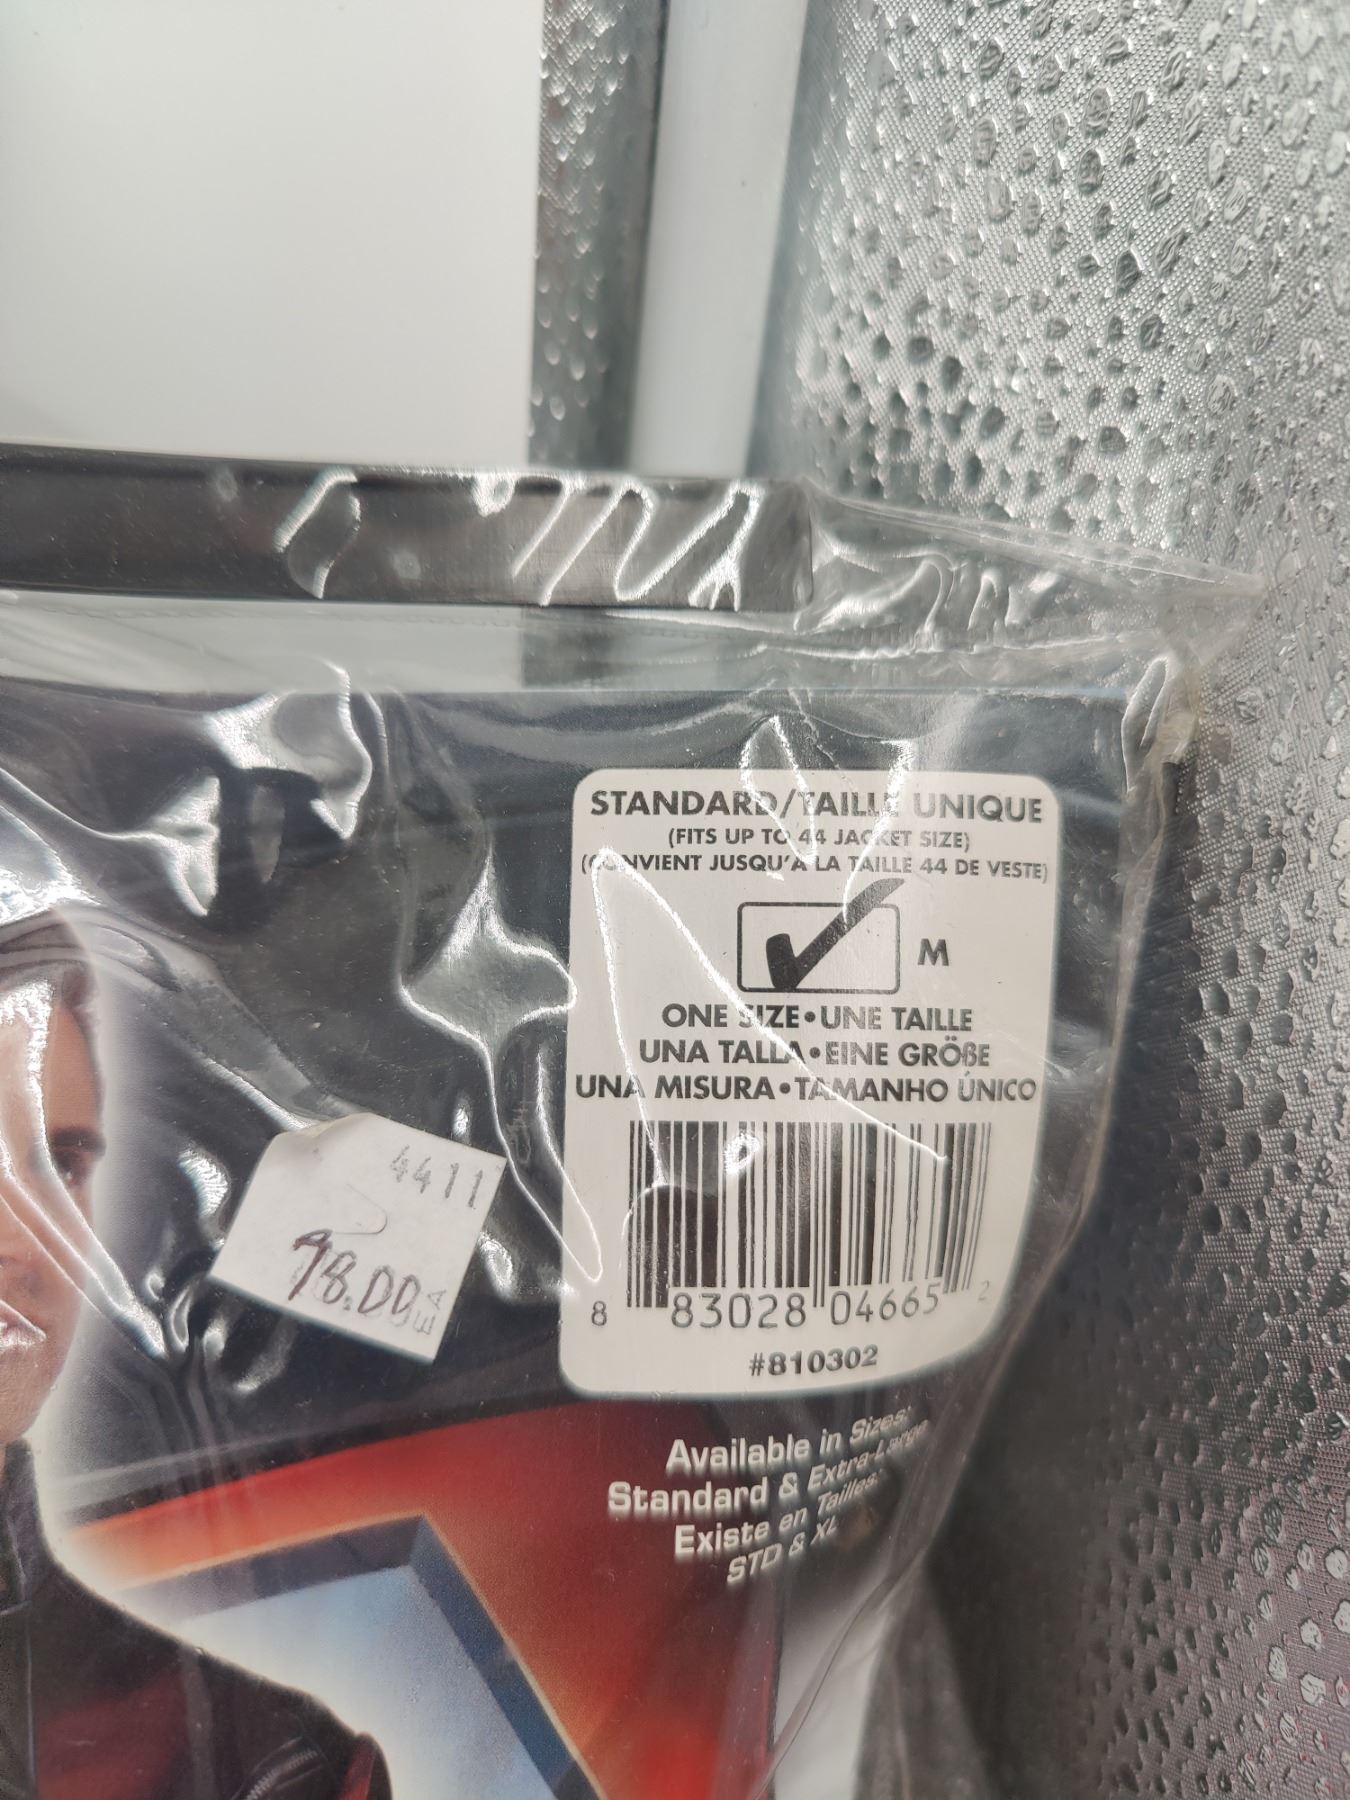 STANDARD/TAILLE UNIQUE
(FITS UP TO 44 JACKET SIZE)
(CONVIENT JUSQU'A LA TAILLE 44 DE VESTE)
M
ONE SIZE•UNE TAILLE
UNA TALLA•EINE GRÖßE
UNA MISURA•TAMANHO ÚNICO
8 83028 04665 2
#810302
4411
EA
Available in Sizes:
Standard & Extra-Large
Existe en Tailles:
STD & XL